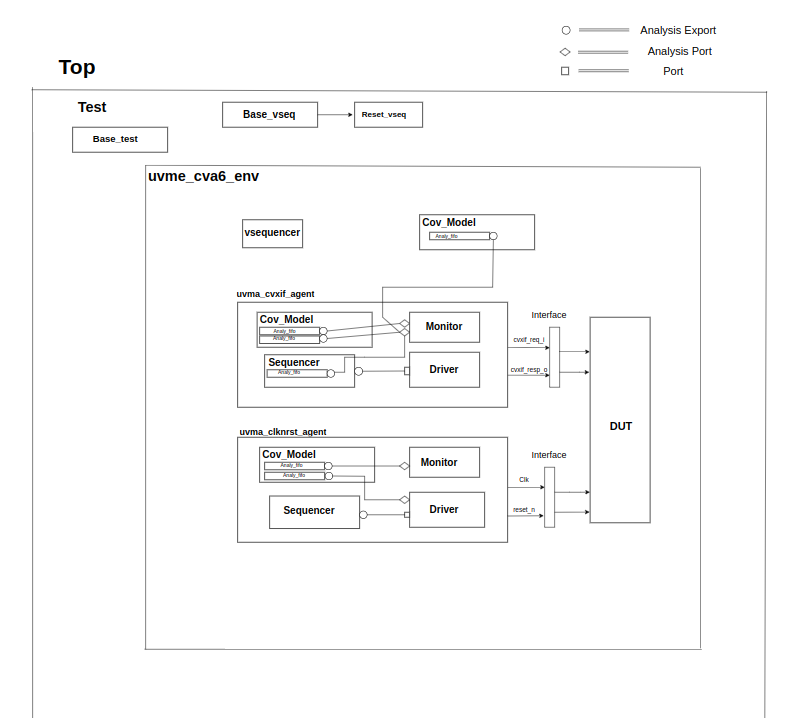 Analysis Export
Analysis Port
Port
Top
Test
Base_vseq
Reset_vseq
Base_test
uvme_cva6_env
vsequencer
Cov_Model
Analy_fifo
uvma_cvxif_agent
Cov_Model
Analy_fifo
Analy_fifo
Monitor
Sequencer
Analy_fifo
Driver
Interface
cvxif_req_i
cvxif_resp_o
DUT
uvma_clknrst_agent
Cov_Model
Analy_fifo
Analy_fifo
Monitor
Sequencer
Driver
Interface
Clk
reset_n